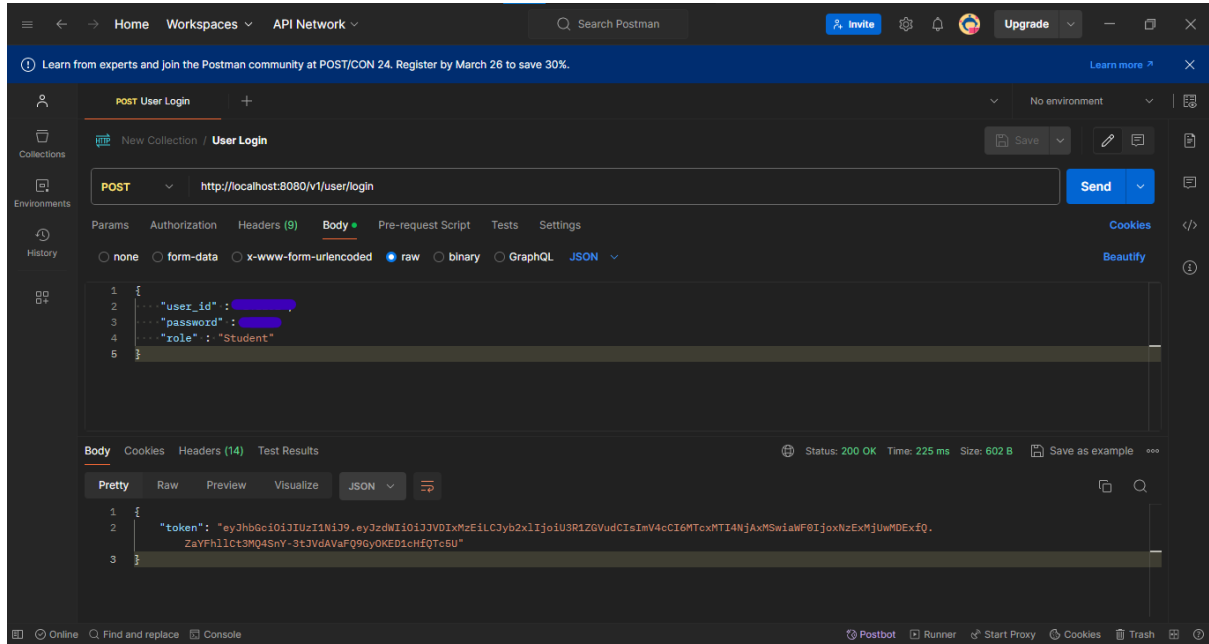 Home Workspaces API Network Search Postman Invite Upgrade
Learn from experts and join the Postman community at POST/CON 24. Register by March 26 to save 30%. Learn more
POST User Login + No environment
HTTP New Collection / User Login Save
Collections
POST http://localhost:8080/v1/user/login Send
Environments
Params Authorization Headers (9) Body Pre-request Script Tests Settings Cookies
History
none form-data x-www-form-urlencoded raw binary GraphQL JSON Beautify
1 {
2 "user_id" :
3 "password" :
4 "role" : "Student"
5 }
Body Cookies Headers (14) Test Results Status: 200 OK Time: 225 ms Size: 602 B Save as example
Pretty Raw Preview Visualize JSON
1 {
2 "token": "eyJhbGciOiJIUzI1NiJ9.eyJzdWIiOiJJVDIxMzEiLCJyb2xlIjoiU3R1ZGVudCIsImV4cCI6MTcxMTI4NjAxMSwiaWF0IjoxNzExMjUwMDExfQ.
ZaYFhllCt3MQ4SnY-3tJVdAVaFQ9GyOKED1cHfQTc5U"
3 }
Online Find and replace Console Postbot Runner Start Proxy Cookies Trash